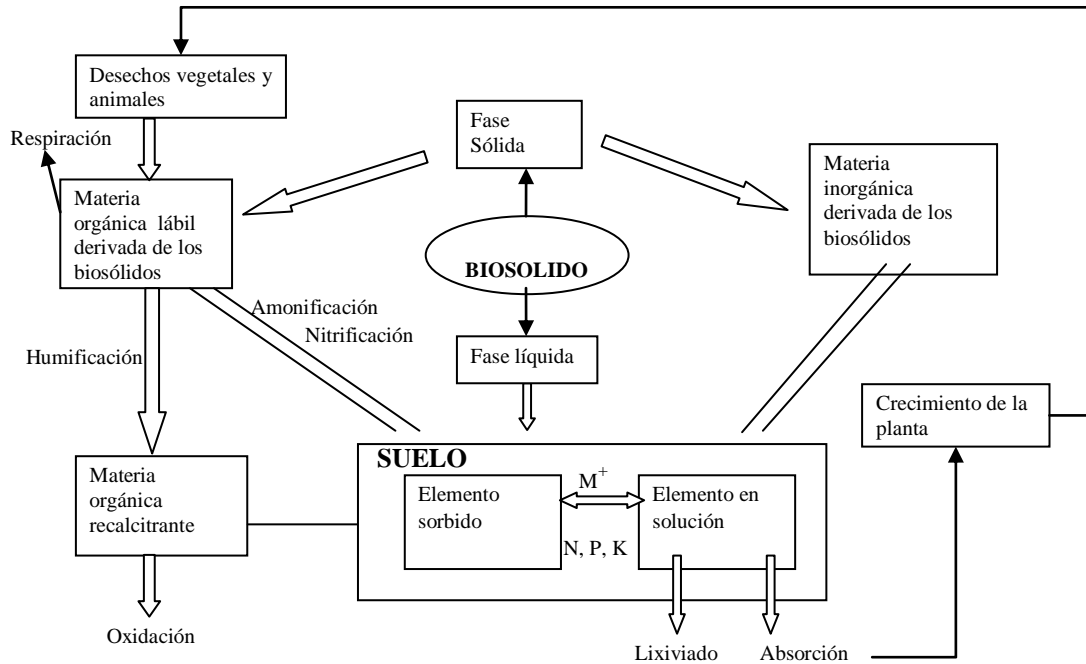 Desechos vegetales y
animales
Respiración
Fase
Sólida
Materia
inorgánica
derivada de los
biosólidos
Materia
orgánica lábil
derivada de los
biosólidos
BIOSOLIDO
Amonificación
Nitrificación
Humificación
Fase líquida
Crecimiento de la
planta
SUELO
Materia
orgánica
recalcitrante
Elemento
sorbido
M+
N, P, K
Elemento en
solución
Oxidación
Lixiviado
Absorción